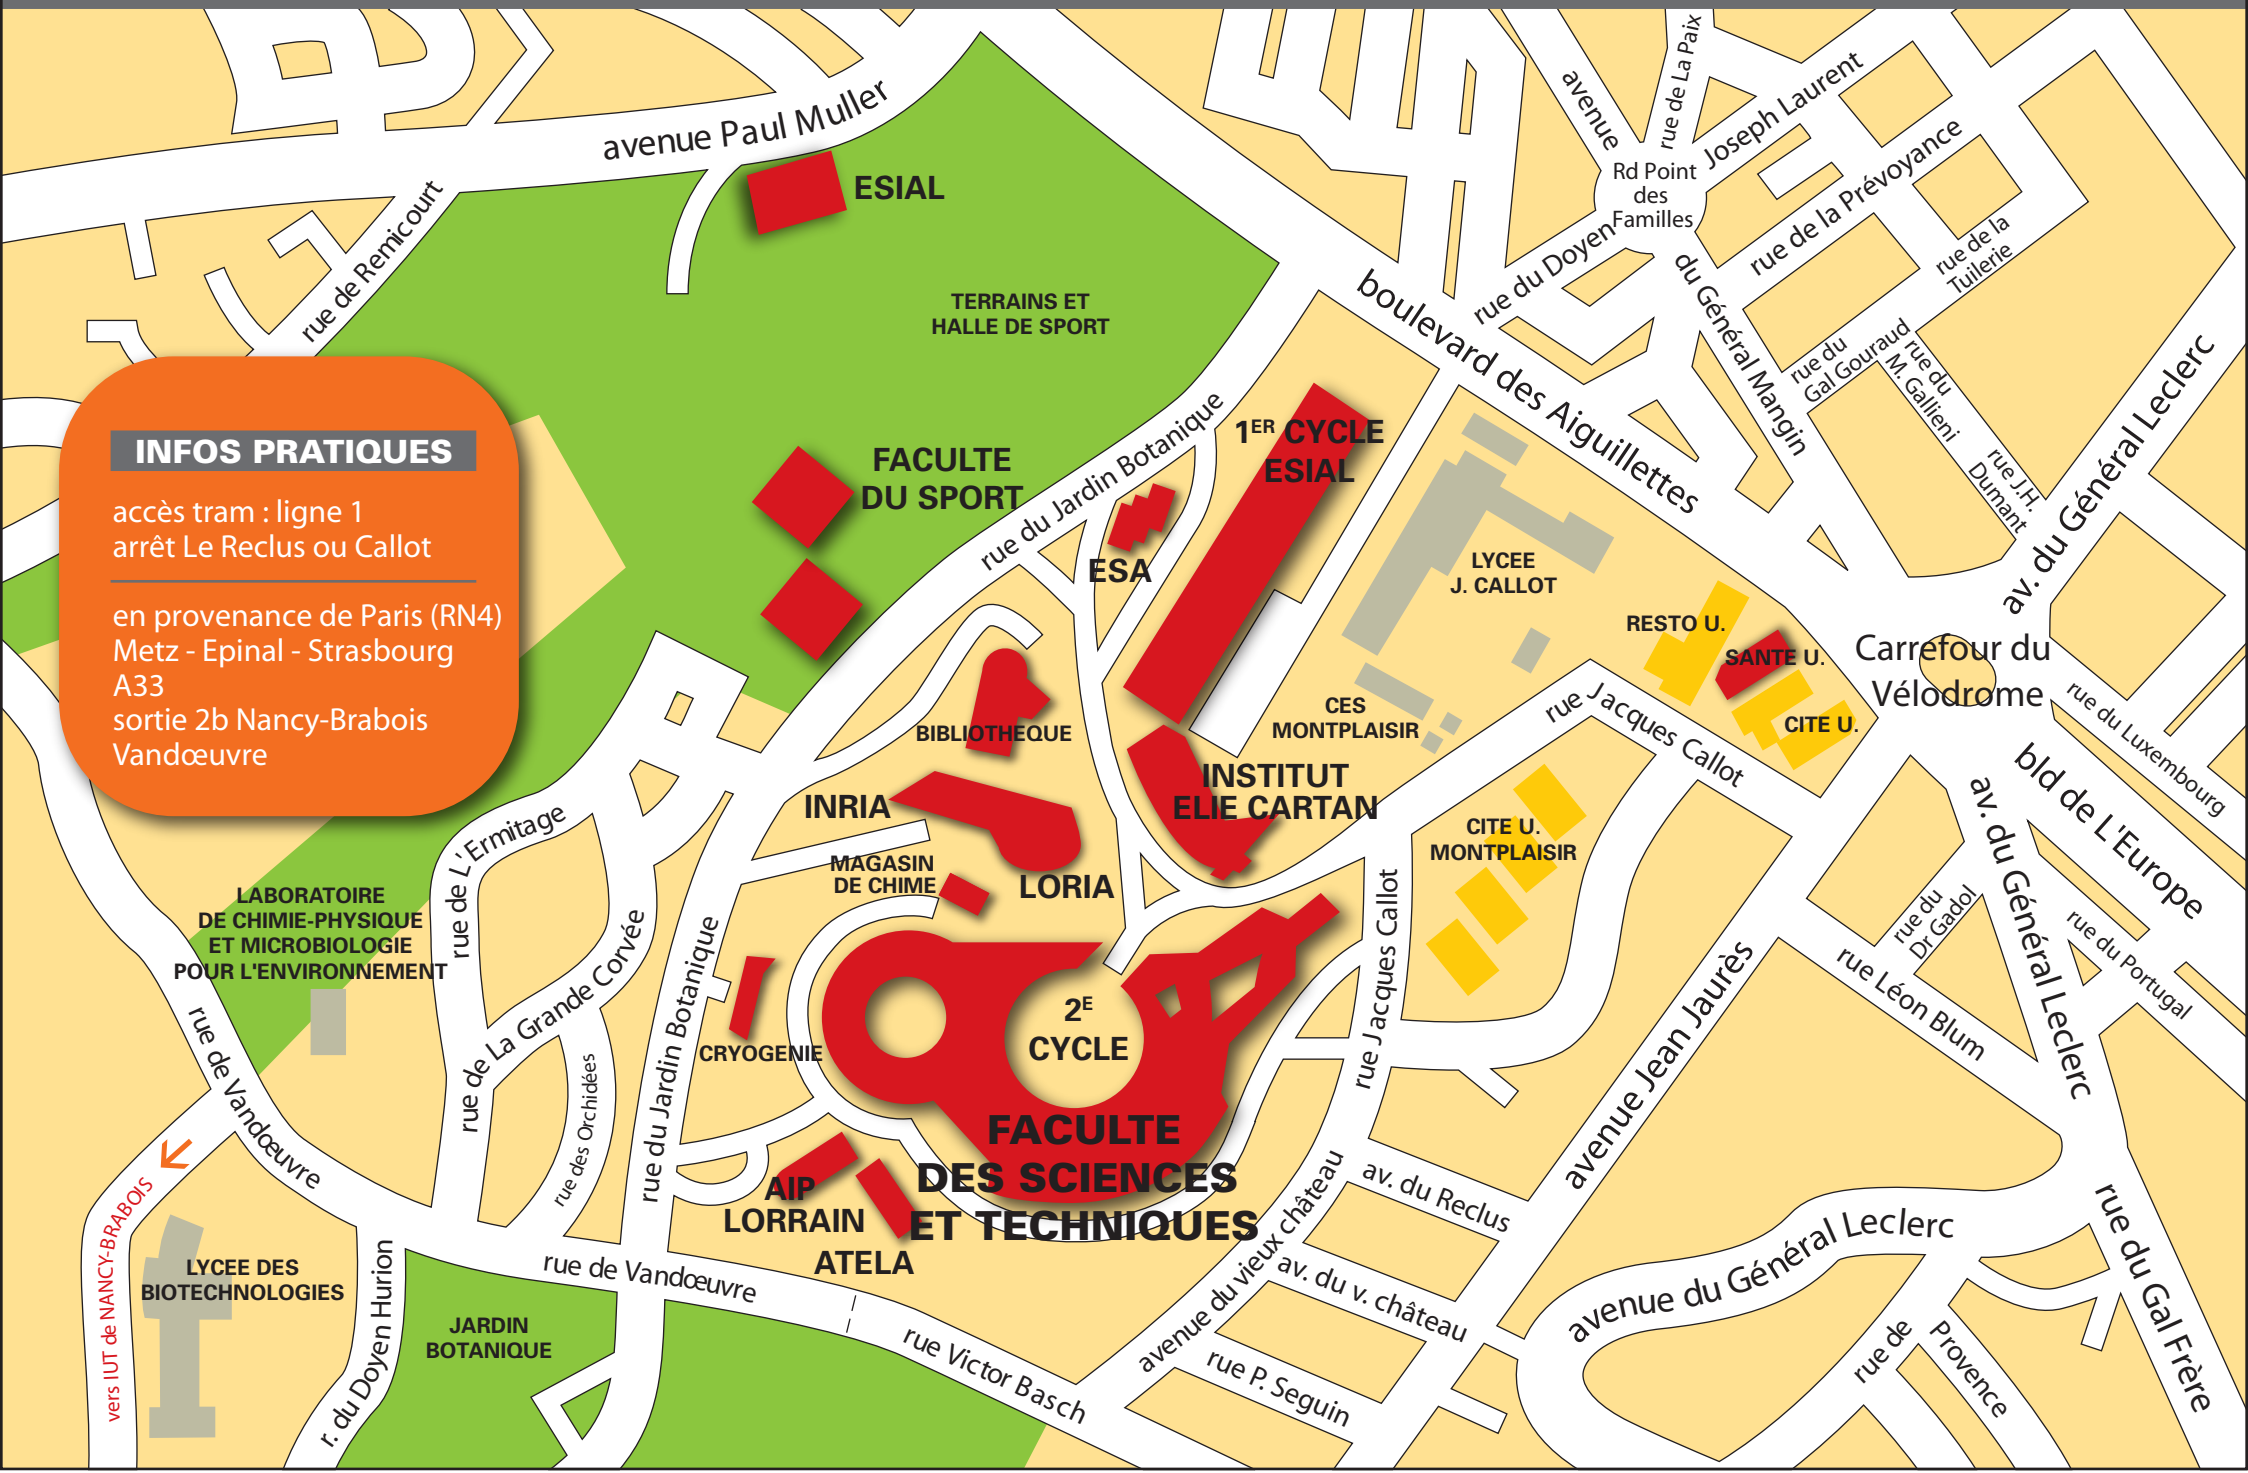 avenue Paul Muller
ESIAL
rue de Remicourt
TERRAINS ET
HALLE DE SPORT
avenue
rue de La Paix
Joseph Laurent
Rd Point
des
Familles
rue du Doyen
rue de la Prévoyance
rue de la
Tuilerie
du Général Mangin
rue du
Gal Gouraud
rue du
M. Gallieni
rue J.H.
Dumant
boulevard des Aiguillettes
av. du Général Leclerc
INFOS PRATIQUES
accès tram : ligne 1
arrêt Le Reclus ou Callot
en provenance de Paris (RN4)
Metz - Epinal - Strasbourg
A33
sortie 2b Nancy-Brabois
Vandœuvre
FACULTE
DU SPORT
rue du Jardin Botanique
1ER CYCLE
ESIAL
ESA
LYCEE
J. CALLOT
RESTO U.
SANTE U.
CITE U.
Carrefour du
Vélodrome
rue du Luxembourg
bld de L'Europe
CES
MONTPLAISIR
rue Jacques Callot
BIBLIOTHEQUE
INSTITUT
ELIE CARTAN
INRIA
LORIA
MAGASIN
DE CHIME
CITE U.
MONTPLAISIR
rue de L'Ermitage
LABORATOIRE
DE CHIMIE-PHYSIQUE
ET MICROBIOLOGIE
POUR L'ENVIRONNEMENT
rue de La Grande Corvée
rue des Orchidées
rue du Jardin Botanique
CRYOGENIE
2E
CYCLE
FACULTE
DES SCIENCES
ET TECHNIQUES
AIP
LORRAIN
ATELA
rue Jacques Callot
avenue Jean Jaurès
rue du
Dr Gadol
av. du Général Leclerc
rue du Portugal
rue Léon Blum
rue de Vandœuvre
vers IUT de NANCY-BRABOIS
LYCEE DES
BIOTECHNOLOGIES
r. du Doyen Hurion
JARDIN
BOTANIQUE
rue de Vandœuvre
rue Victor Basch
avenue du vieux château
av. du Reclus
av. du v. château
rue P. Seguin
avenue du Général Leclerc
rue de
Provence
rue du Gal Frère